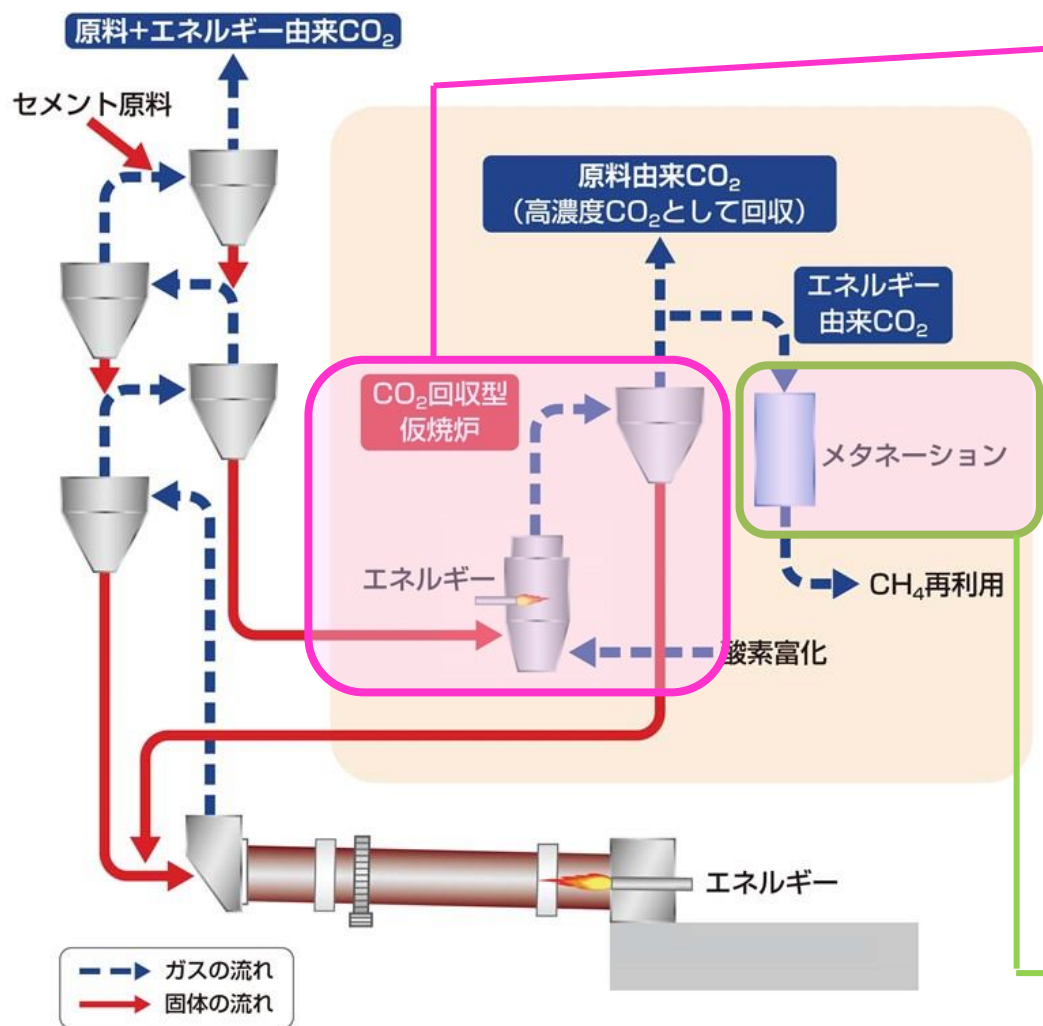 原料+エネルギー由来CO₂
セメント原料
原料由来CO₂
(高濃度CO₂として回収)
エネルギー
由来CO₂
CO₂回収型
仮焼炉
メタネーション
エネルギー
CH₄再利用
酸素富化
エネルギー
ガスの流れ
固体の流れ